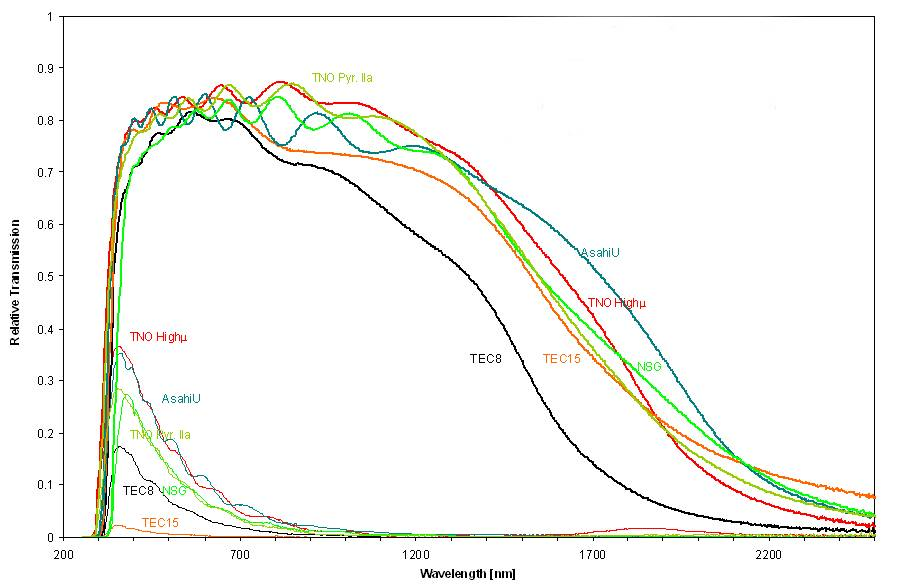 1
0.9
0.8
0.7
0.6
0.5
0.4
0.3
0.2
0.1
0
Relative Transmission
TNO Pyr. IIa
AsahiU
TNO Highµ
TEC8
TEC15
NSG
TNO Highµ
AsahiU
TNO Pyr. IIa
TEC8
NSG
TEC15
200
700
1200
1700
2200
Wavelength [nm]